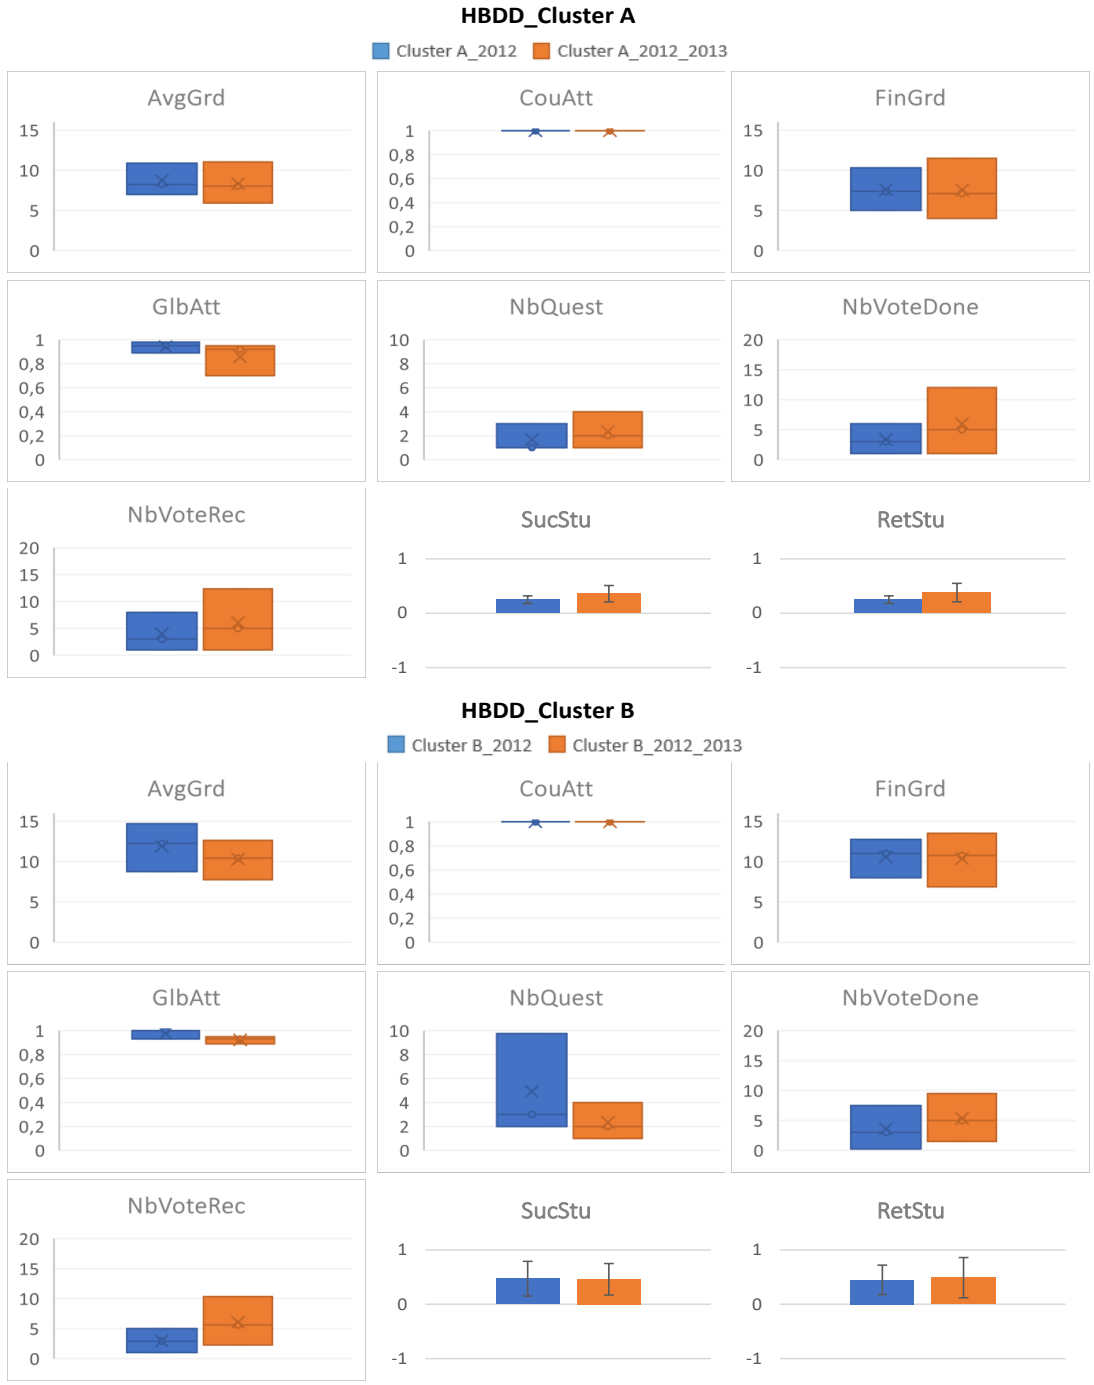 HBDD_Cluster A
Cluster A_2012 Cluster A_2012_2013
AvgGrd CouAtt FinGrd
15 1 15
0,8
10 10
0,6
0,4
5 5
0,2
0 0 0
GlbAtt NbQuest NbVoteDone
1 10 20
0,8 8 15
0,6 6
10
0,4 4
0,2 2 5
0 0 0
NbVoteRec SucStu RetStu
20 1 1
15
10
5 0 0
0 -1 -1
HBDD_Cluster B
Cluster B_2012 Cluster B_2012_2013
AvgGrd CouAtt FinGrd
15 1 15
0,8
10 10
0,6
0,4
5 5
0,2
0 0 0
GlbAtt NbQuest NbVoteDone
1 10 20
0,8 8 15
0,6 6
10
0,4 4
0,2 2 5
0 0 0
NbVoteRec SucStu RetStu
20 1 1
15
10
5 0 0
0 -1 -1